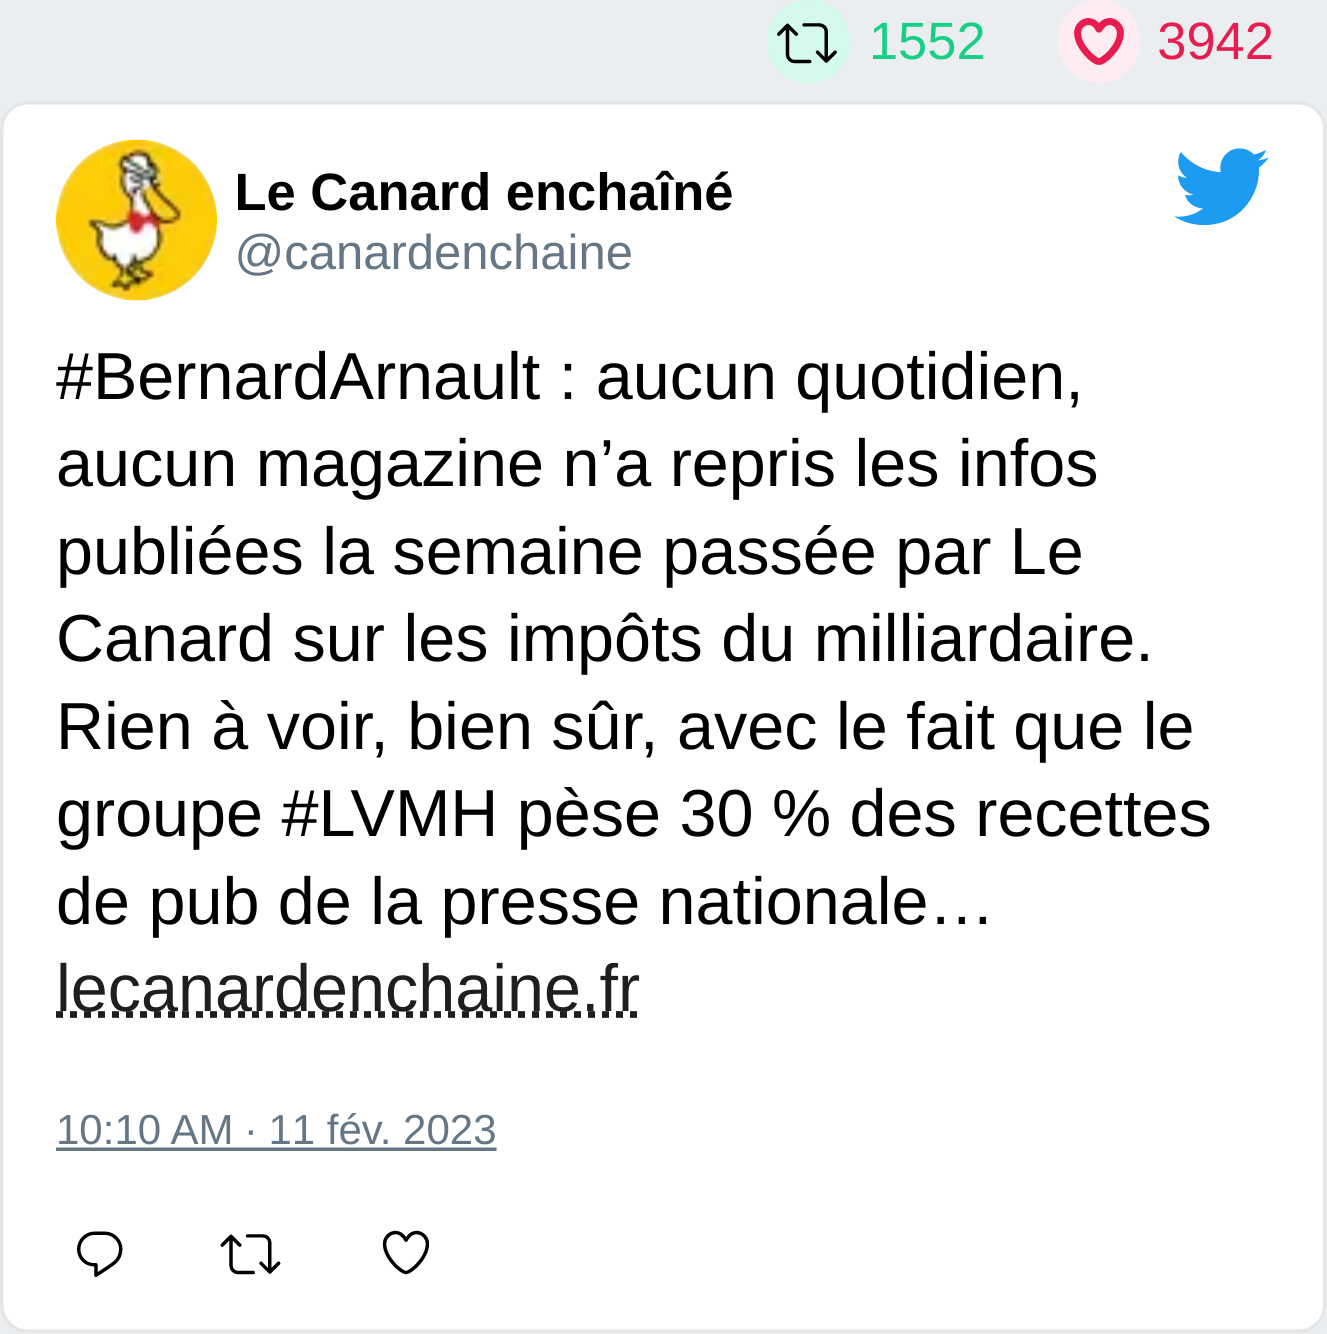 1552 3942
Le Canard enchaîné
@canardenchaine
#BernardArnault : aucun quotidien,
aucun magazine n’a repris les infos
publiées la semaine passée par Le
Canard sur les impôts du milliardaire.
Rien à voir, bien sûr, avec le fait que le
groupe #LVMH pèse 30 % des recettes
de pub de la presse nationale…
lecanardenchaine.fr
10:10 AM · 11 fév. 2023